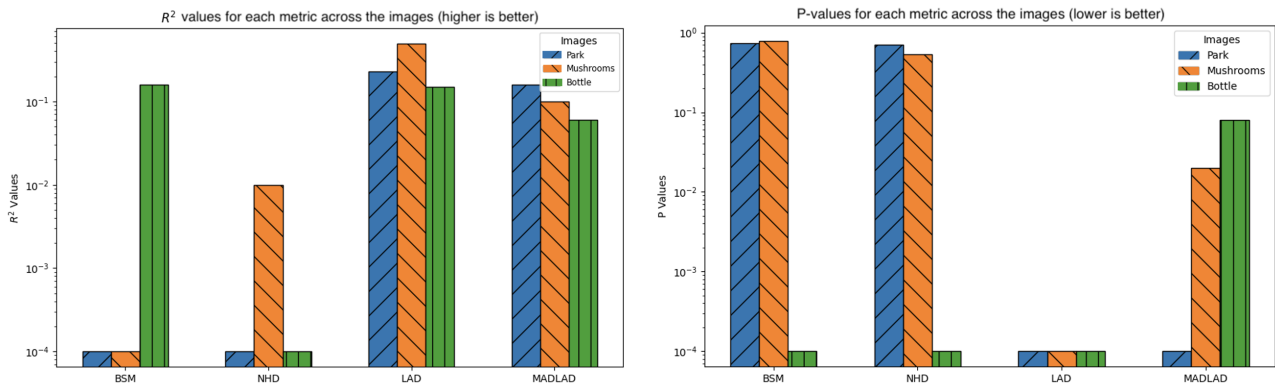 R² values for each metric across the images (higher is better)
Images
Park
Mushrooms
Bottle
10⁻¹
10⁻²
10⁻³
10⁻⁴
R² Values
BSM
NHD
LAD
MADLAD
P-values for each metric across the images (lower is better)
Images
Park
Mushrooms
Bottle
10⁰
10⁻¹
10⁻²
10⁻³
10⁻⁴
P Values
BSM
NHD
LAD
MADLAD